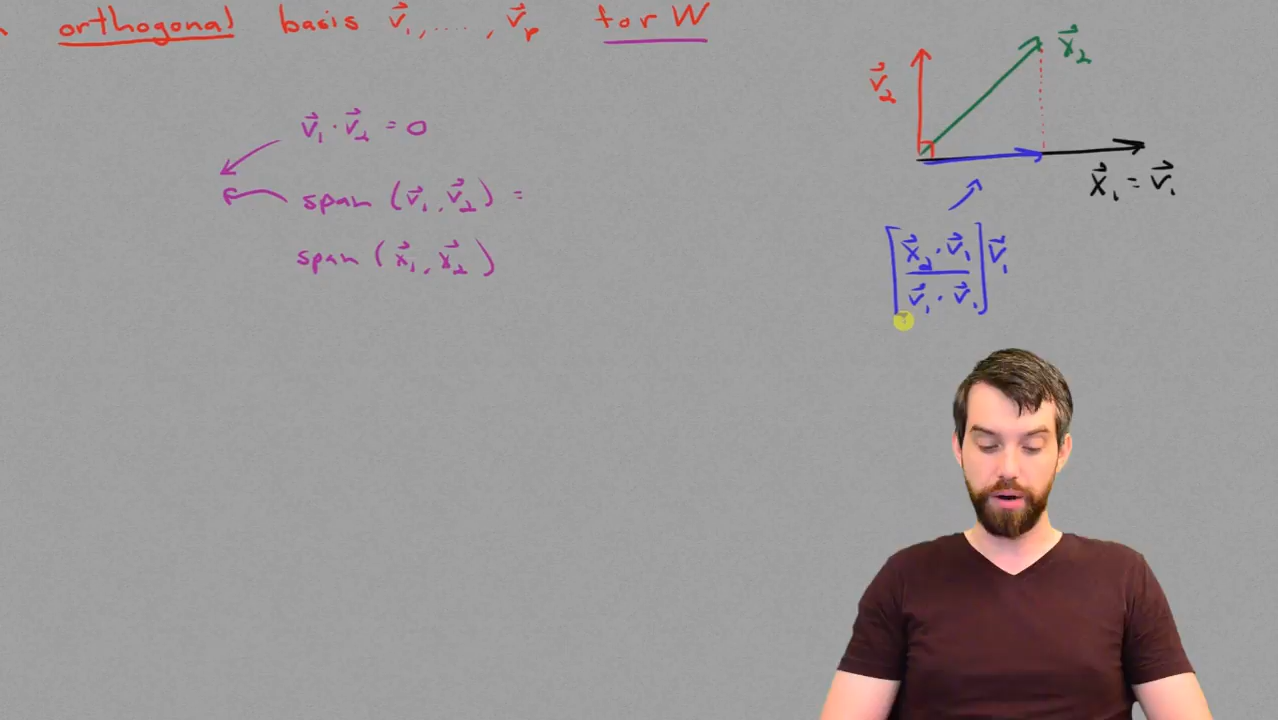 orthogonal basis v⃗₁, ...., v⃗ₚ for W
v⃗₁ · v⃗₂ = 0
span (v⃗₁, v⃗₂) =
span (x⃗₁, x⃗₂)
v⃗₂
x⃗₂
x⃗₁ = v⃗₁
[x⃗₂ · v⃗₁ / v⃗₁ · v⃗₁] v⃗₁